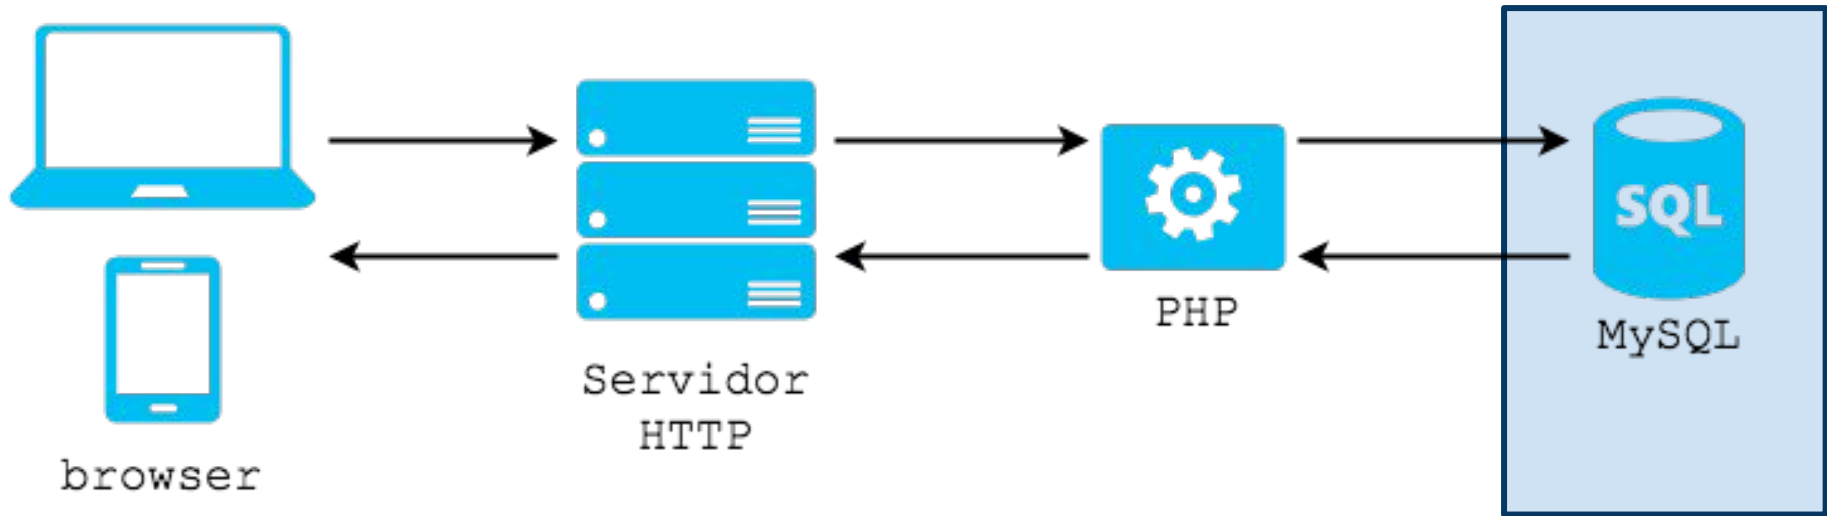 browser
Servidor
HTTP
PHP
SQL
MySQL